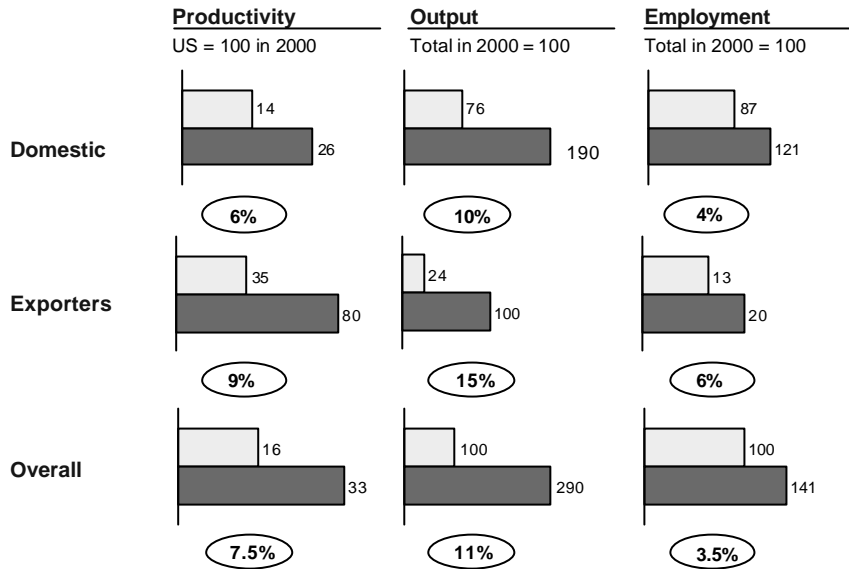 Productivity Output Employment
US = 100 in 2000 Total in 2000 = 100 Total in 2000 = 100
14 76 87
Domestic
26 190 121
6% 10% 4%
35 24 13
Exporters
80 100 20
9% 15% 6%
16 100 100
Overall
33 290 141
7.5% 11% 3.5%